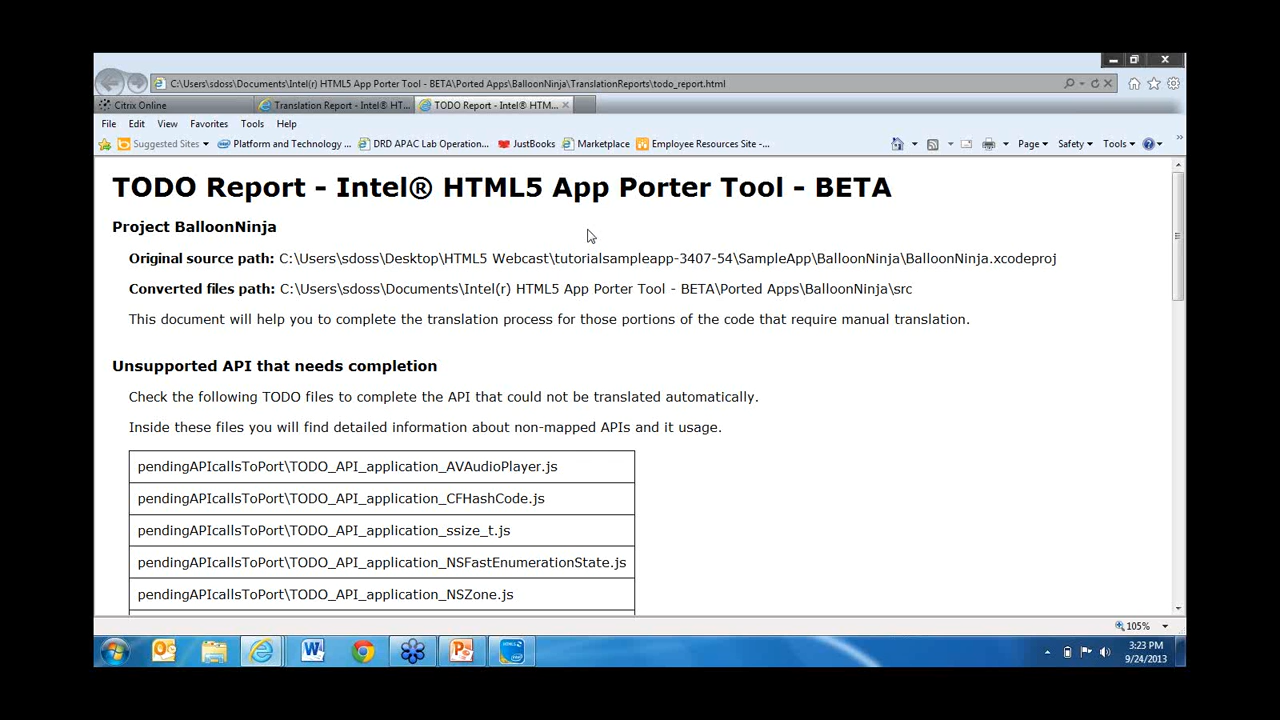 C:\Users\sdoss\Documents\Intel(r) HTML5 App Porter Tool - BETA\Ported Apps\BalloonNinja\TranslationReports\todo_report.html
Citrix Online
Translation Report - Intel® HT...
TODO Report - Intel® HTM...
File Edit View Favorites Tools Help
Suggested Sites Platform and Technology ... DRD APAC Lab Operation... JustBooks Marketplace Employee Resources Site -... Page Safety Tools
TODO Report - Intel® HTML5 App Porter Tool - BETA
Project BalloonNinja
Original source path: C:\Users\sdoss\Desktop\HTML5 Webcast\tutorialsampleapp-3407-54\SampleApp\BalloonNinja\BalloonNinja.xcodeproj
Converted files path: C:\Users\sdoss\Documents\Intel(r) HTML5 App Porter Tool - BETA\Ported Apps\BalloonNinja\src
This document will help you to complete the translation process for those portions of the code that require manual translation.
Unsupported API that needs completion
Check the following TODO files to complete the API that could not be translated automatically.
Inside these files you will find detailed information about non-mapped APIs and it usage.
pendingAPIcallsToPort\TODO_API_application_AVAudioPlayer.js
pendingAPIcallsToPort\TODO_API_application_CFHashCode.js
pendingAPIcallsToPort\TODO_API_application_ssize_t.js
pendingAPIcallsToPort\TODO_API_application_NSFastEnumerationState.js
pendingAPIcallsToPort\TODO_API_application_NSZone.js
105%
3:23 PM
9/24/2013